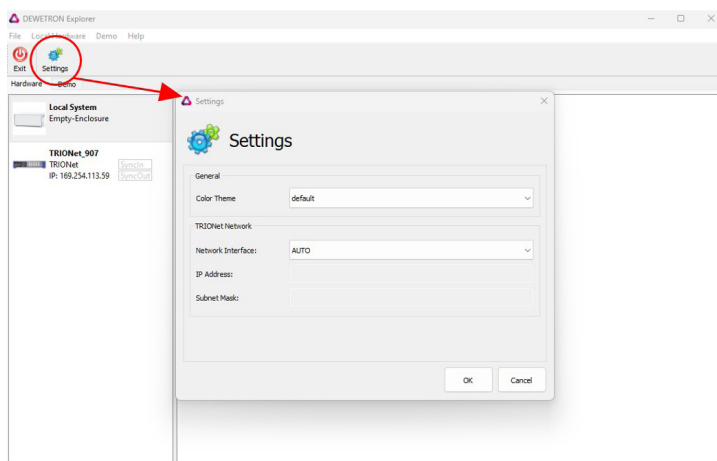 DEWETRON Explorer
File Local Hardware Demo Help
Exit Settings
Hardware Demo
Local System
Empty-Enclosure
TRIONet_907
TRIONet SyncIn
IP: 169.254.113.59 SyncOut
Settings
Settings
General
Color Theme default
TRIONet Network
Network Interface: AUTO
IP Address:
Subnet Mask:
OK Cancel